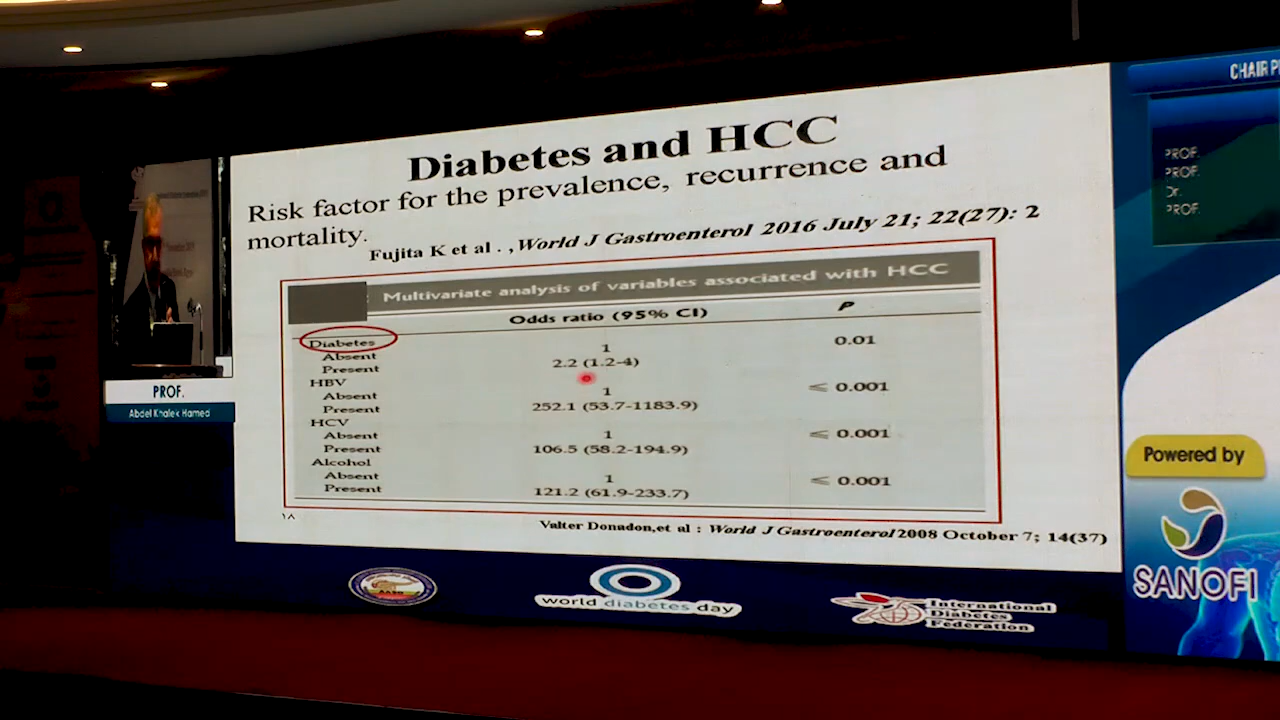 Diabetes and HCC
Risk factor for the prevalence, recurrence and
mortality.
Fujita K et al . , World J Gastroenterol 2016 July 21; 22(27): 2
Multivariate analysis of variables associated with HCC
Odds ratio (95% CI) P
Diabetes 0.01
Absent 1
Present 2.2 (1.2-4)
HBV ≤ 0.001
Absent 1
Present 252.1 (53.7-1183.9)
HCV ≤ 0.001
Absent 1
Present 106.5 (58.2-194.9)
Alcohol ≤ 0.001
Absent 1
Present 121.2 (61.9-233.7)
١٨
Valter Donadon,et al : World J Gastroenterol 2008 October 7; 14(37)
PROF.
Abdel Khalek Hamed
world diabetes day
International
Diabetes
Federation
CHAIR P
PROF.
PROF.
Dr.
PROF.
Powered by
SANOFI